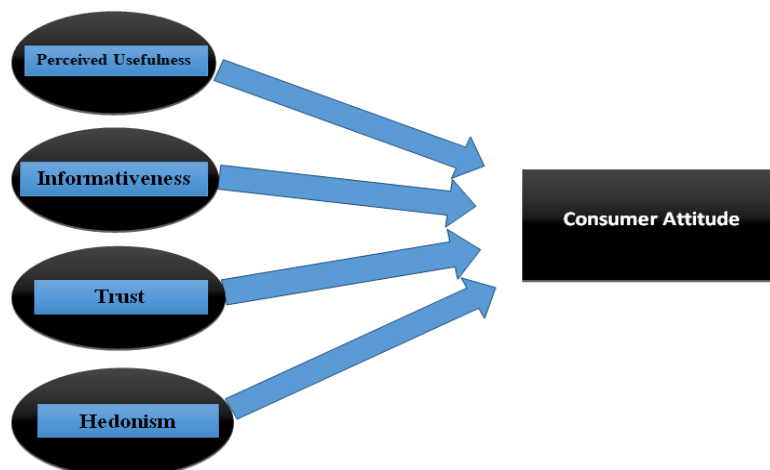 Perceived Usefulness
Informativeness
Consumer Attitude
Trust
Hedonism